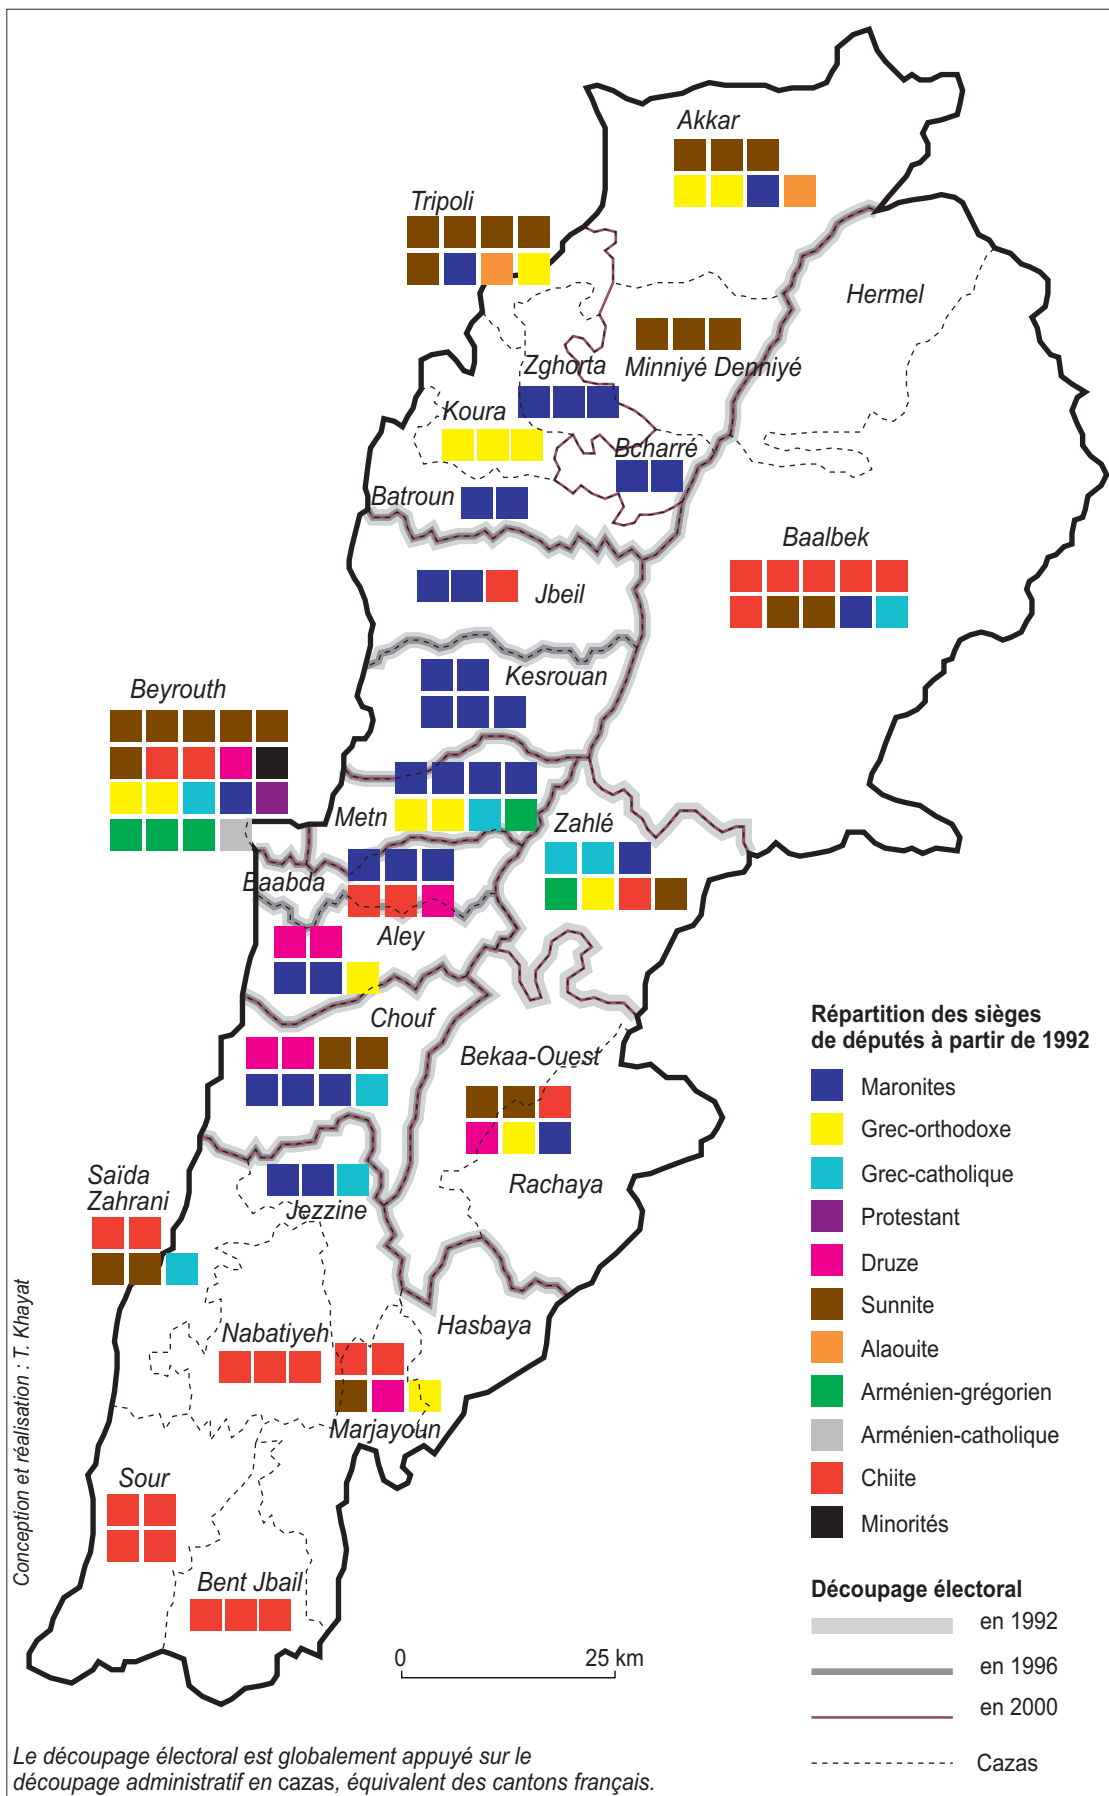 Akkar
Tripoli
Hermel
Zghorta
Minniyé Denniyé
Koura
Bcharré
Batroun
Baalbek
Jbeil
Kesrouan
Beyrouth
Metn
Zahlé
Baabda
Aley
Chouf
Bekaa-Ouest
Rachaya
Saïda
Zahrani
Jezzine
Hasbaya
Nabatiyeh
Marjayoun
Sour
Bent Jbail
Répartition des sièges
de députés à partir de 1992
Maronites
Grec-orthodoxe
Grec-catholique
Protestant
Druze
Sunnite
Alaouite
Arménien-grégorien
Arménien-catholique
Chiite
Minorités
Découpage électoral
en 1992
en 1996
en 2000
Cazas
0 25 km
Conception et réalisation : T. Khayat
Le découpage électoral est globalement appuyé sur le
découpage administratif en cazas, équivalent des cantons français.